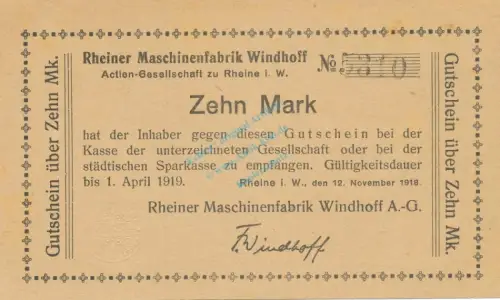 Gutschein über Zehn Mk.
Rheiner Maschinenfabrik Windhoff
Actien-Gesellschaft zu Rheine i. W.
No. 5310
Zehn Mark
hat der Inhaber gegen diesen Gutschein bei der
Kasse der unterzeichneten Gesellschaft oder bei der
städtischen Sparkasse zu empfangen. Gültigkeitsdauer
bis 1. April 1919.
Rheine i. W., den 12. November 1918.
Rheiner Maschinenfabrik Windhoff A.-G.
F. Windhoff
Gutschein über Zehn Mk.